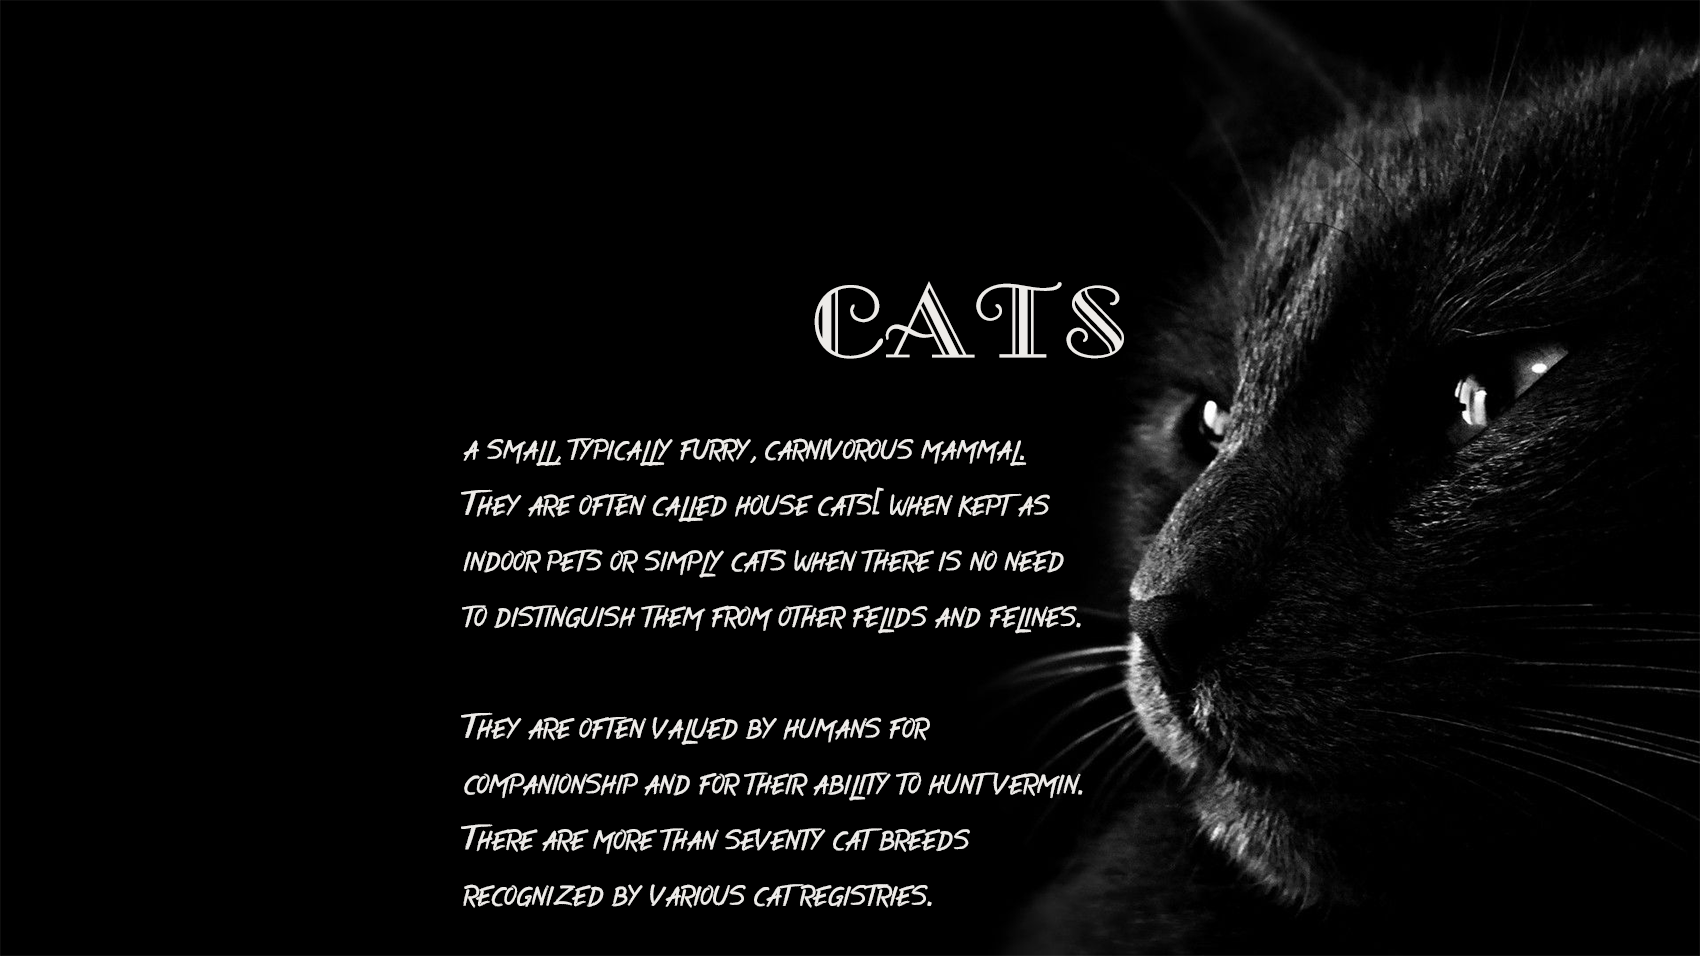 CATS
A SMALL, TYPICALLY FURRY, CARNIVOROUS MAMMAL.
THEY ARE OFTEN CALLED HOUSE CATS[ WHEN KEPT AS
INDOOR PETS OR SIMPLY CATS WHEN THERE IS NO NEED
TO DISTINGUISH THEM FROM OTHER FELIDS AND FELINES.
THEY ARE OFTEN VALUED BY HUMANS FOR
COMPANIONSHIP AND FOR THEIR ABILITY TO HUNT VERMIN.
THERE ARE MORE THAN SEVENTY CAT BREEDS
RECOGNIZED BY VARIOUS CAT REGISTRIES.